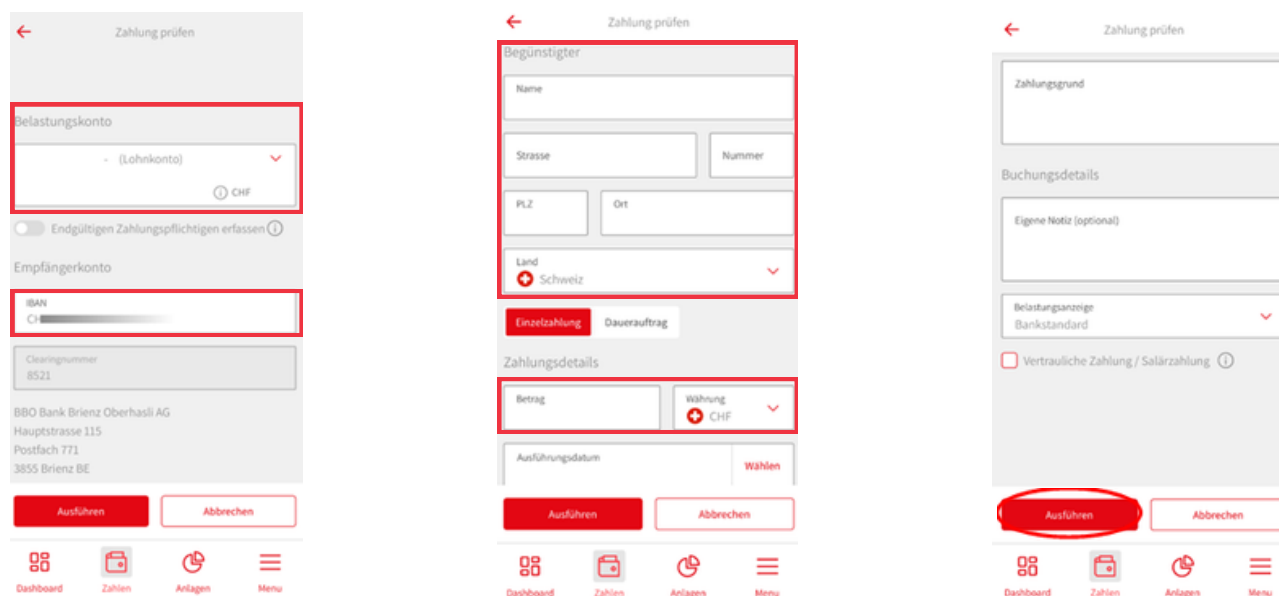 Zahlung prüfen
Belastungskonto
- (Lohnkonto)
CHF
Endgültigen Zahlungspflichtigen erfassen
Empfängerkonto
IBAN
CH
Clearingnummer
8521
BBO Bank Brienz Oberhasli AG
Hauptstrasse 115
Postfach 771
3855 Brienz BE
Ausführen Abbrechen
Dashboard Zahlen Anlagen Menu
Zahlung prüfen
Begünstigter
Name
Strasse Nummer
PLZ Ort
Land
Schweiz
Einzelzahlung Dauerauftrag
Zahlungsdetails
Betrag Währung
CHF
Ausführungsdatum Wählen
Ausführen Abbrechen
Dashboard Zahlen Anlagen Menu
Zahlung prüfen
Zahlungsgrund
Buchungsdetails
Eigene Notiz (optional)
Belastungsanzeige
Bankstandard
Vertrauliche Zahlung / Salärzahlung
Ausführen Abbrechen
Dashboard Zahlen Anlagen Menu